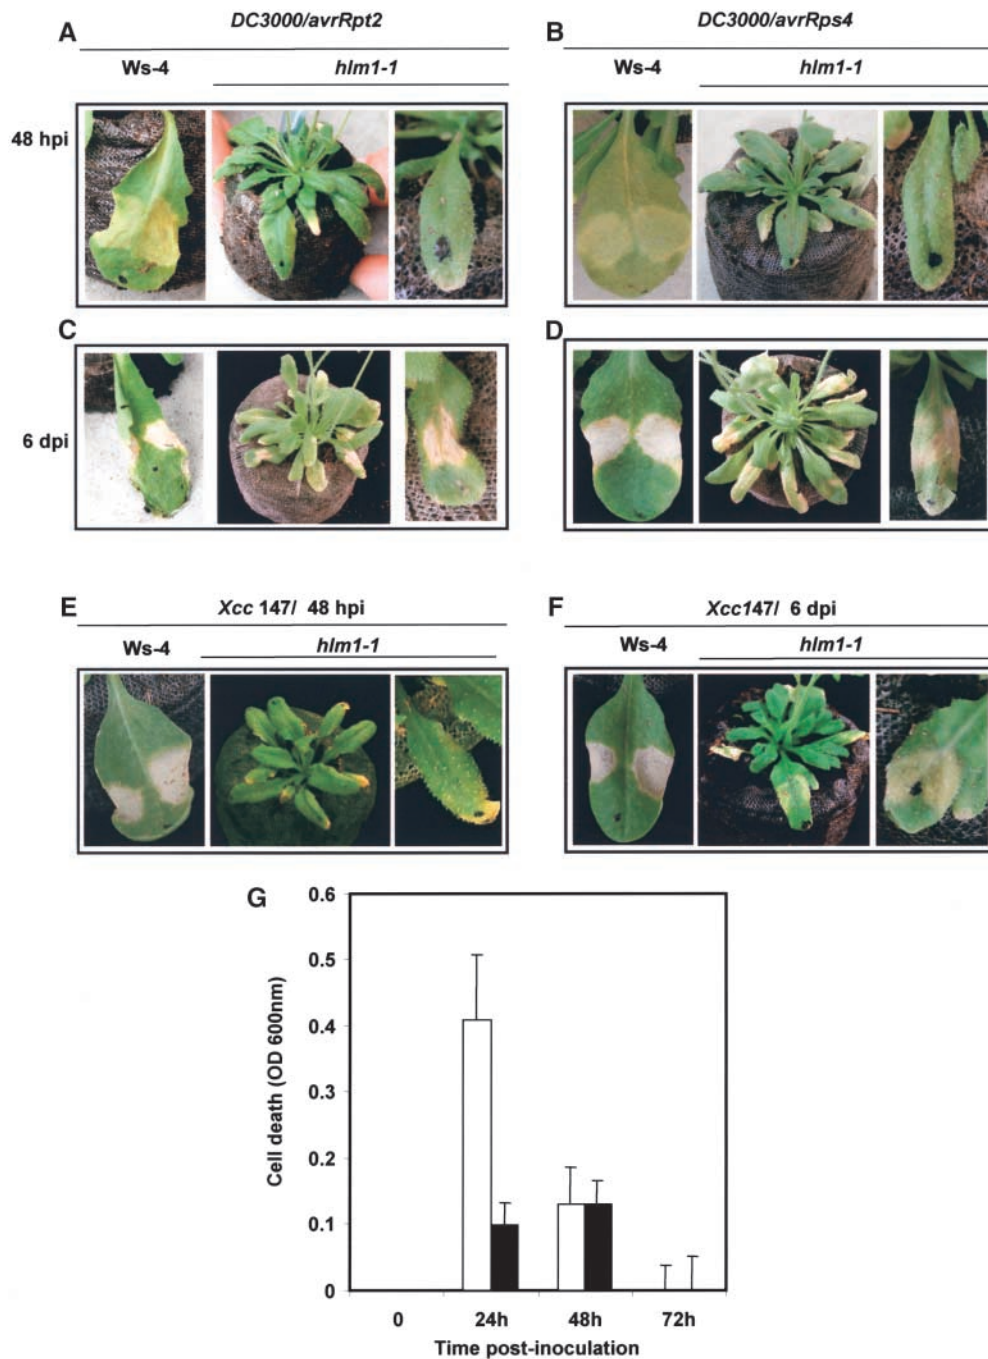 A
DC3000/avrRpt2
Ws-4
hlm1-1
48 hpi
B
DC3000/avrRps4
Ws-4
hlm1-1
C
6 dpi
D
E
Xcc 147/ 48 hpi
Ws-4
hlm1-1
F
Xcc147/ 6 dpi
Ws-4
hlm1-1
G
Cell death (OD 600nm)
0.6
0.5
0.4
0.3
0.2
0.1
0
0 24h 48h 72h
Time post-inoculation